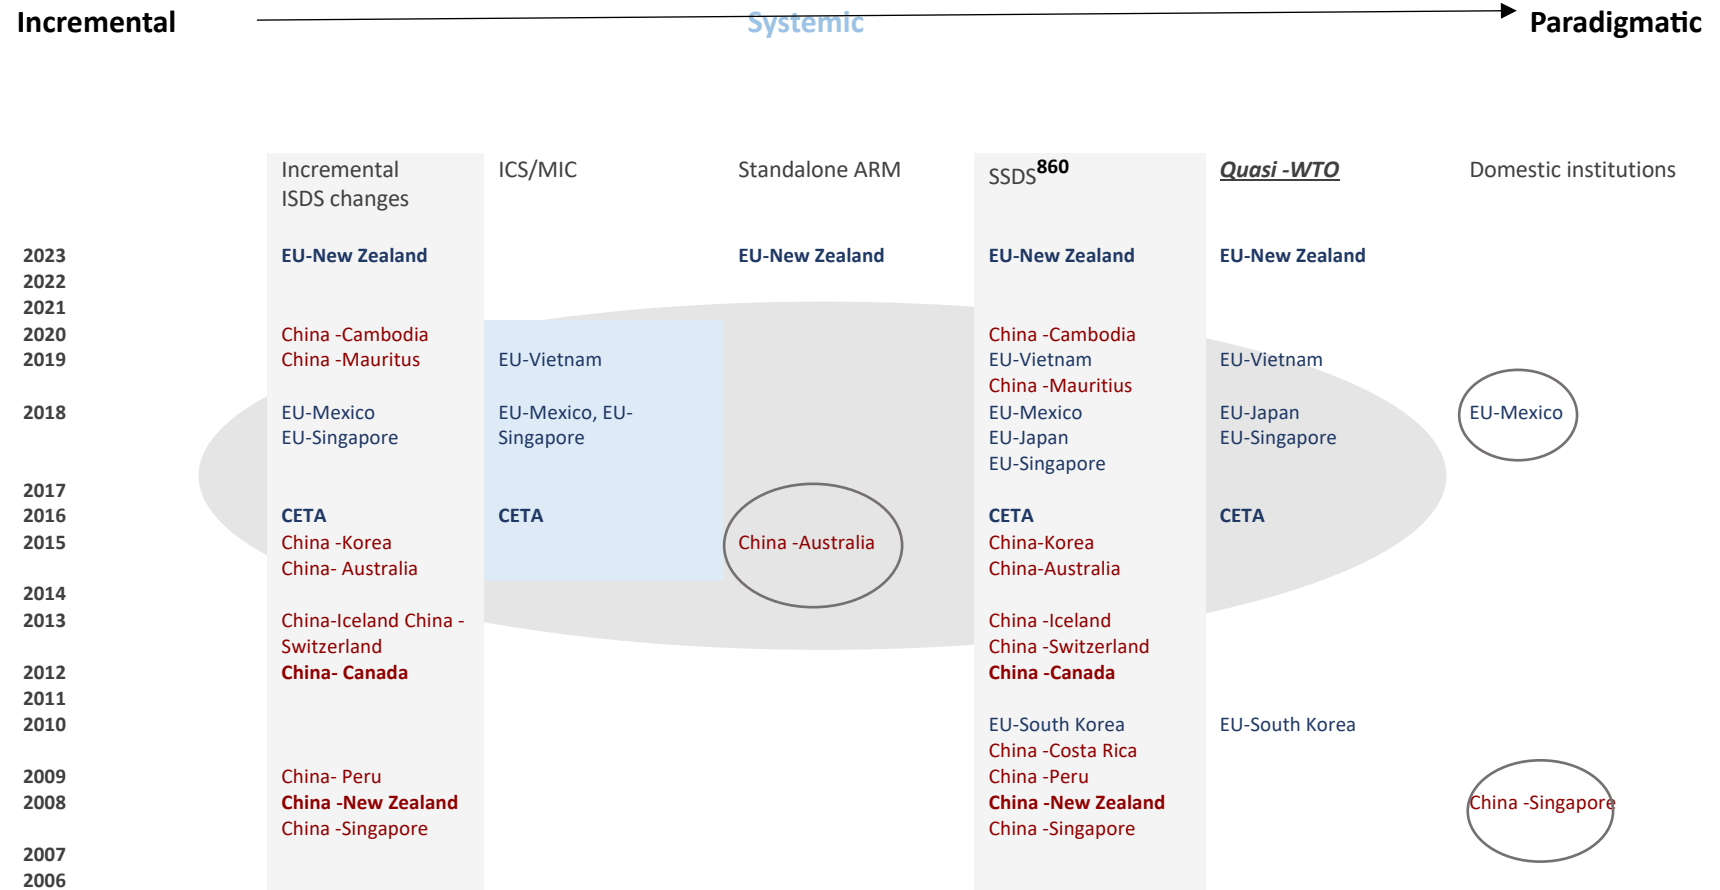 Incremental Systemic Paradigmatic
Incremental ICS/MIC Standalone ARM SSDS860 Quasi -WTO Domestic institutions
ISDS changes
2023 EU-New Zealand EU-New Zealand EU-New Zealand EU-New Zealand
2022
2021
2020 China -Cambodia China -Cambodia
2019 China -Mauritus EU-Vietnam EU-Vietnam EU-Vietnam
China -Mauritius
2018 EU-Mexico EU-Mexico, EU- EU-Mexico EU-Japan EU-Mexico
EU-Singapore Singapore EU-Japan EU-Singapore
EU-Singapore
2017
2016 CETA CETA CETA CETA
2015 China -Korea China -Australia China-Korea
China- Australia China-Australia
2014
2013 China-Iceland China - China -Iceland
Switzerland China -Switzerland
2012 China- Canada China -Canada
2011
2010 EU-South Korea EU-South Korea
China -Costa Rica
2009 China- Peru China -Peru
2008 China -New Zealand China -New Zealand China -Singapore
China -Singapore China -Singapore
2007
2006